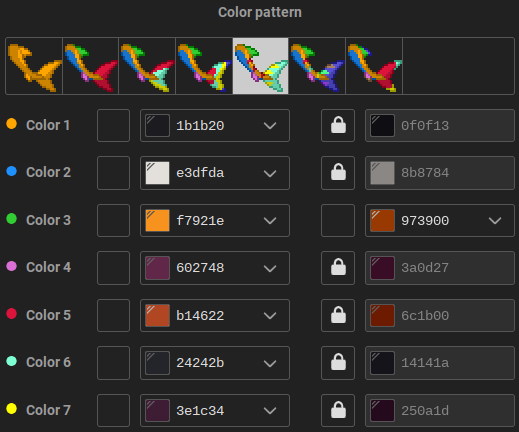 Color pattern
Color 1 1b1b20 0f0f13
Color 2 e3dfda 8b8784
Color 3 f7921e 973900
Color 4 602748 3a0d27
Color 5 b14622 6c1b00
Color 6 24242b 14141a
Color 7 3e1c34 250a1d